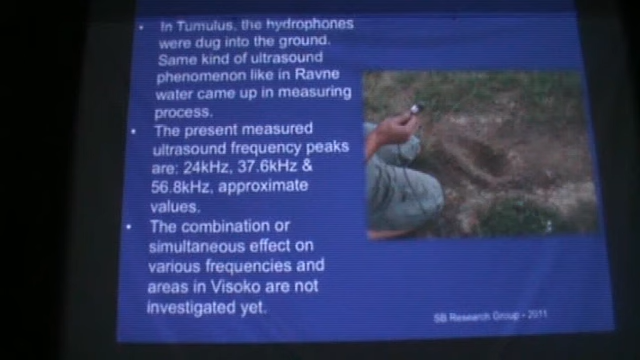 • In Tumulus, the hydrophones
were dug into the ground.
Same kind of ultrasound
phenomenon like in Ravne
water came up in measuring
process.
• The present measured
ultrasound frequency peaks
are: 24kHz, 37.6kHz &
56.8kHz, approximate
values.
• The combination or
simultaneous effect on
various frequencies and
areas in Visoko are not
investigated yet.
SB Research Group - 2011